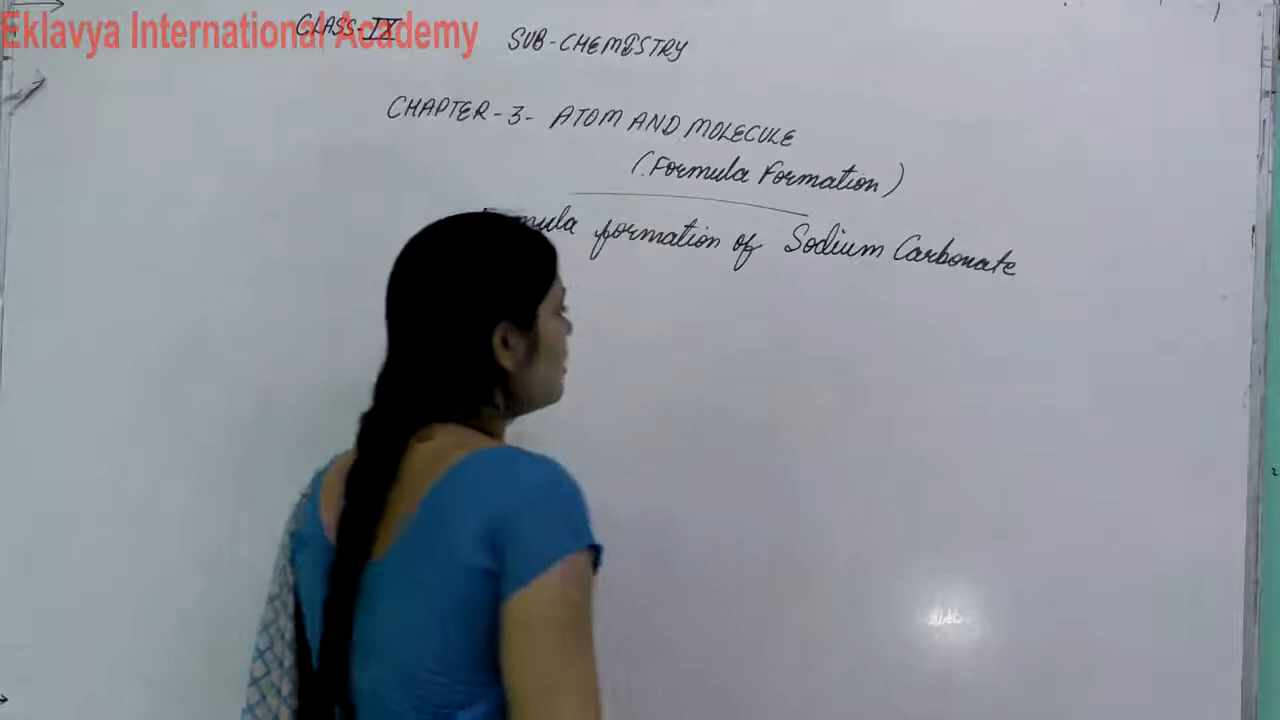 Eklavya International Academy
CLASS-IX
SUB-CHEMISTRY
CHAPTER-3- ATOM AND MOLECULE
(Formula Formation)
formation of Sodium Carbonate